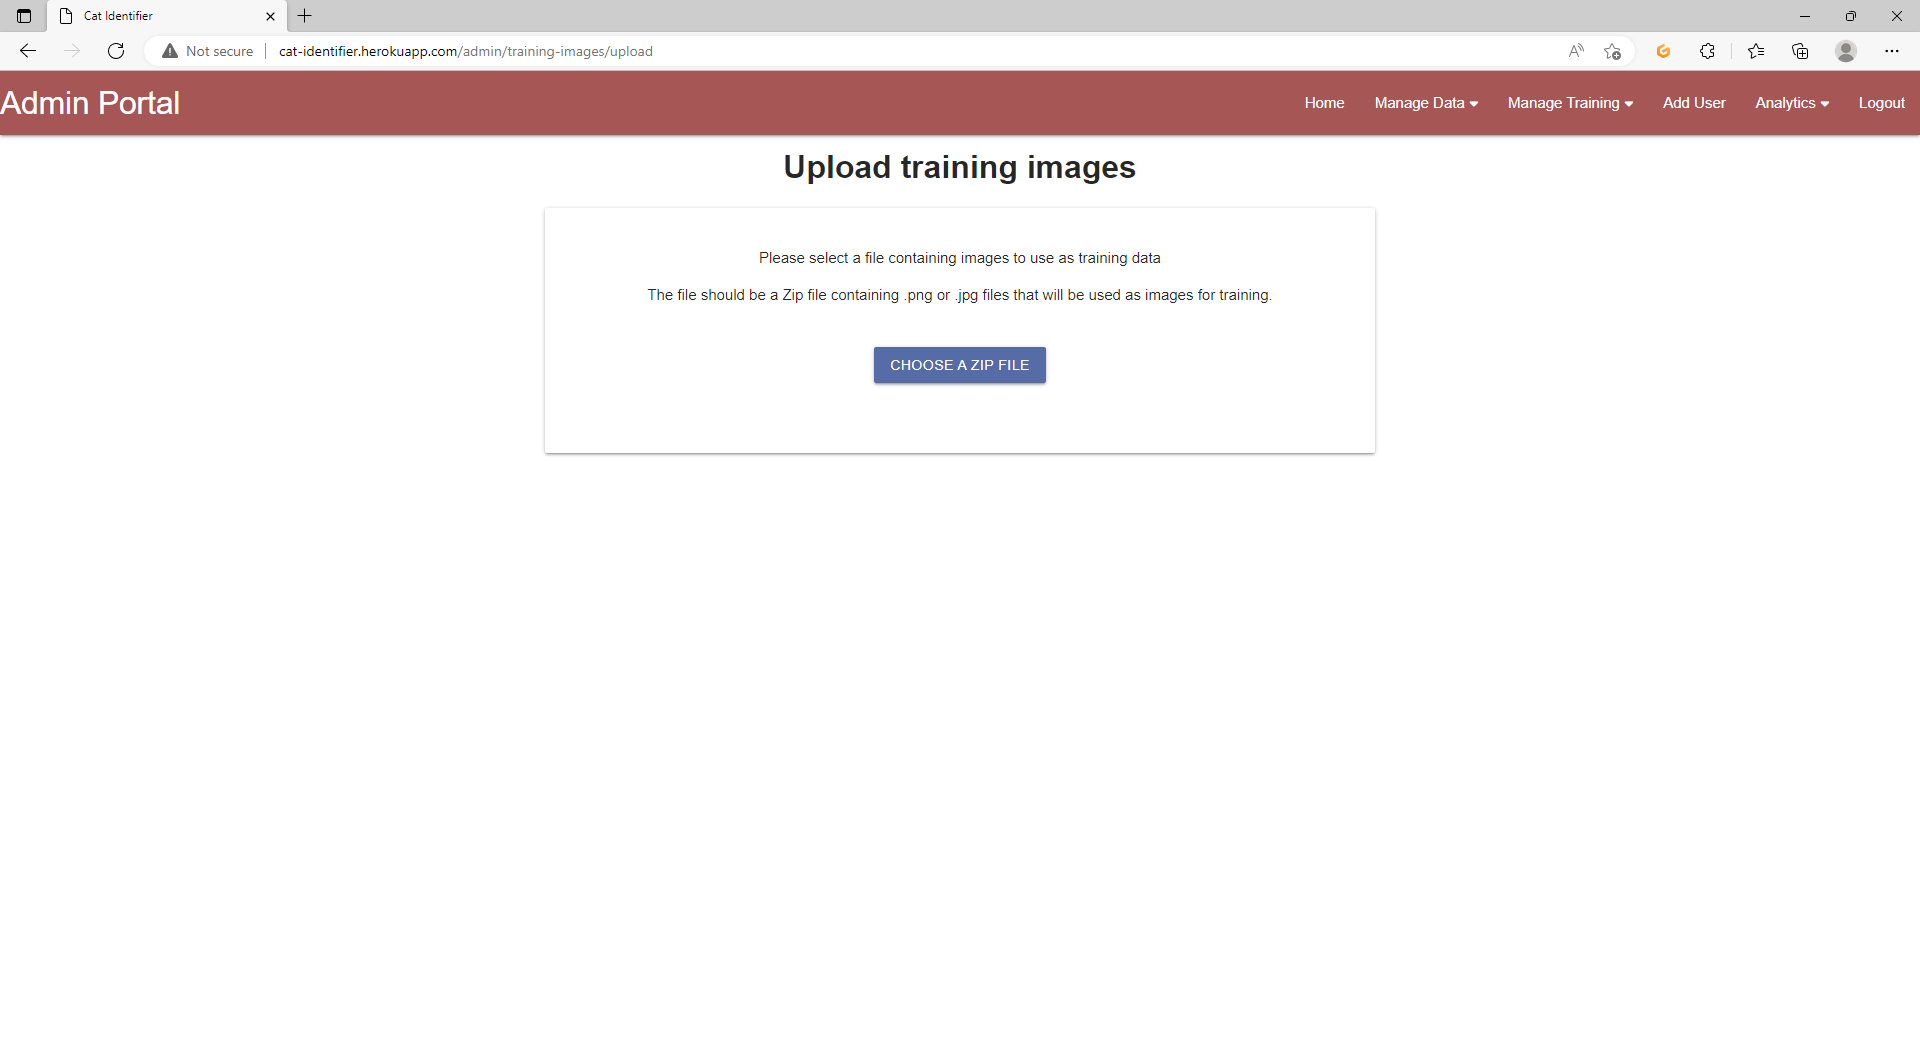 Cat Identifier
Not secure
cat-identifier.herokuapp.com/admin/training-images/upload
Admin Portal
Home
Manage Data
Manage Training
Add User
Analytics
Logout
Upload training images
Please select a file containing images to use as training data
The file should be a Zip file containing .png or .jpg files that will be used as images for training.
CHOOSE A ZIP FILE